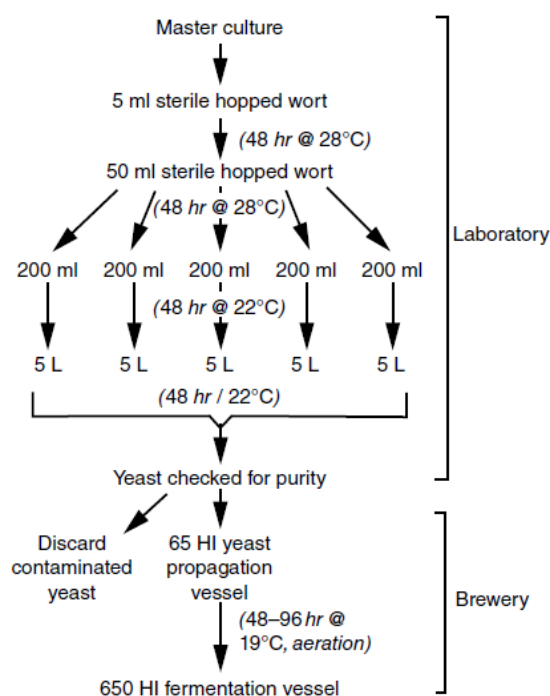 Master culture
5 ml sterile hopped wort
(48 hr @ 28°C)
50 ml sterile hopped wort
(48 hr @ 28°C)
Laboratory
200 ml 200 ml 200 ml 200 ml 200 ml
(48 hr @ 22°C)
5 L 5 L 5 L 5 L 5 L
(48 hr / 22°C)
Yeast checked for purity
Discard
contaminated
yeast
65 Hl yeast
propagation
vessel
Brewery
(48–96 hr @
19°C, aeration)
650 Hl fermentation vessel